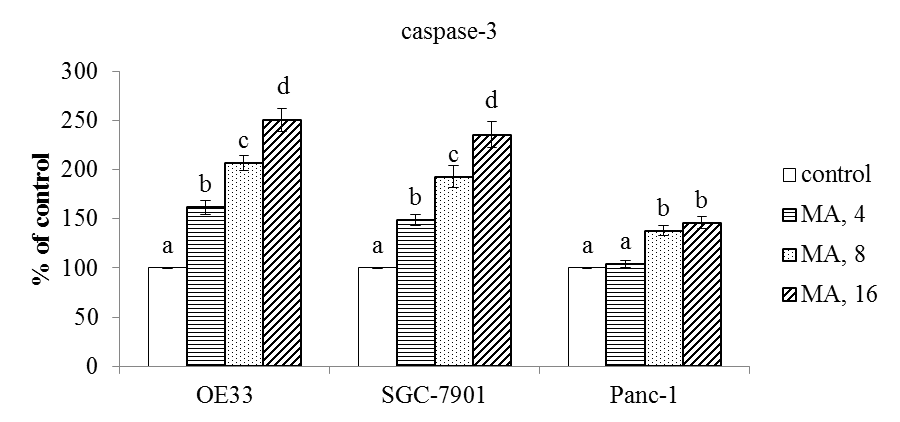 caspase-3
% of control
300
250
200
150
100
50
0
a
b
c
d
a
b
c
d
a
a
b
b
OE33
SGC-7901
Panc-1
control
MA, 4
MA, 8
MA, 16